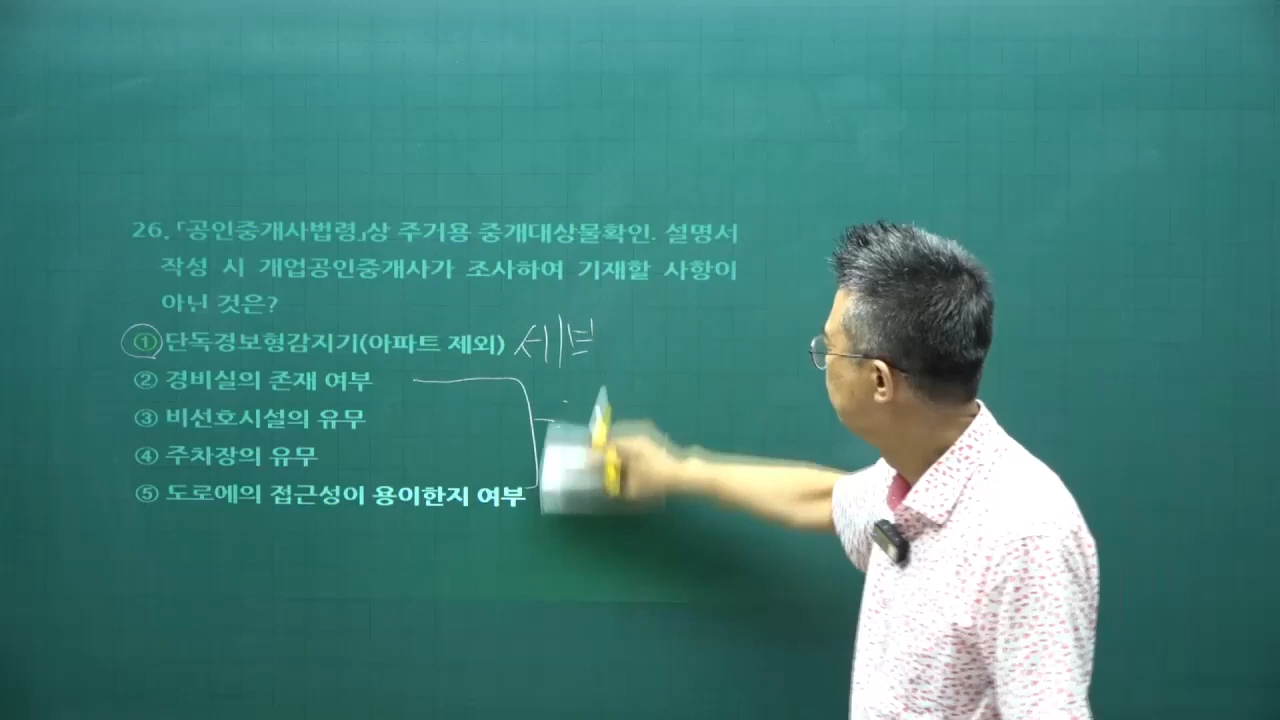 26. 「공인중개사법령」상 주거용 중개대상물확인. 설명서
작성 시 개업공인중개사가 조사하여 기재할 사항이
아닌 것은?
① 단독경보형감지기(아파트 제외) 세부
② 경비실의 존재 여부
③ 비선호시설의 유무
④ 주차장의 유무
⑤ 도로에의 접근성이 용이한지 여부